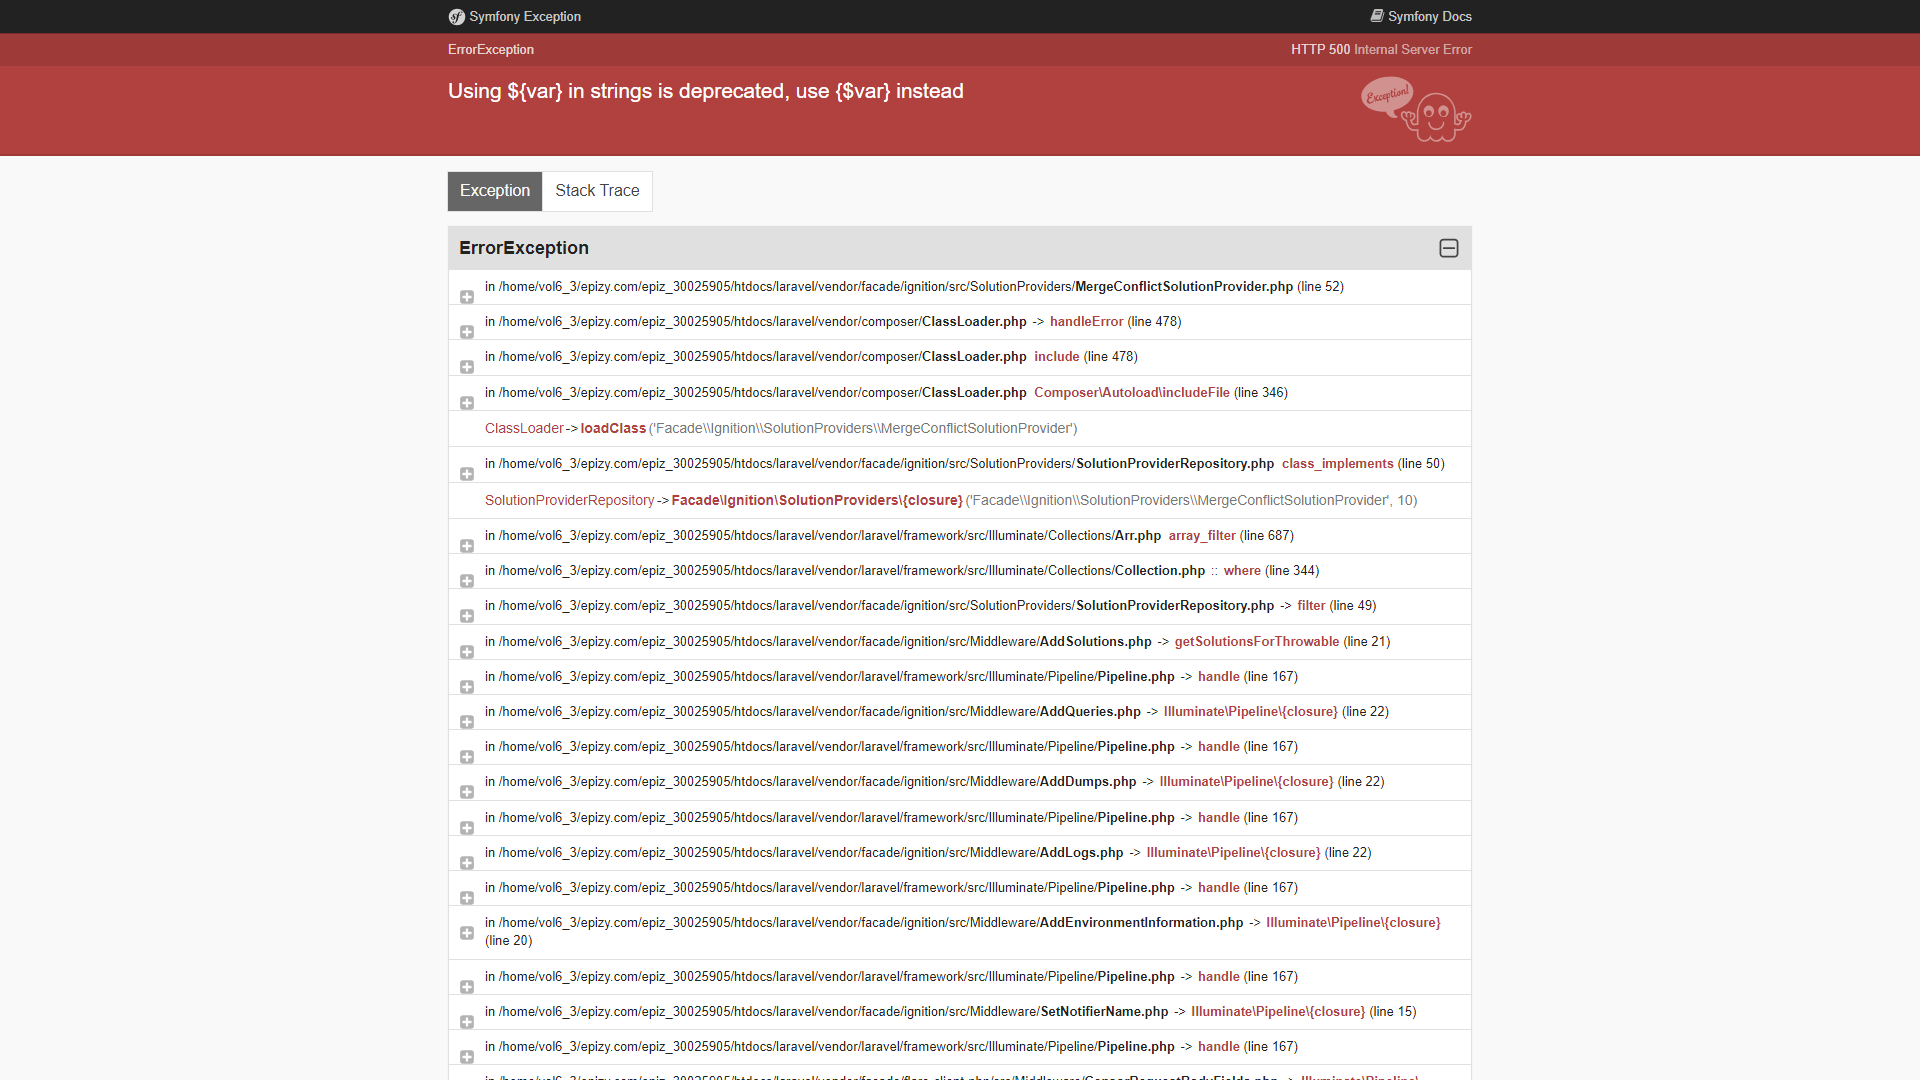 Symfony Exception
Symfony Docs
ErrorException
HTTP 500 Internal Server Error
Using ${var} in strings is deprecated, use {$var} instead
Exception!
Exception
Stack Trace
ErrorException
in /home/vol6_3/epizy.com/epiz_30025905/htdocs/laravel/vendor/facade/ignition/src/SolutionProviders/MergeConflictSolutionProvider.php (line 52)
in /home/vol6_3/epizy.com/epiz_30025905/htdocs/laravel/vendor/composer/ClassLoader.php -> handleError (line 478)
in /home/vol6_3/epizy.com/epiz_30025905/htdocs/laravel/vendor/composer/ClassLoader.php include (line 478)
in /home/vol6_3/epizy.com/epiz_30025905/htdocs/laravel/vendor/composer/ClassLoader.php Composer\Autoload\includeFile (line 346)
ClassLoader->loadClass('Facade\\Ignition\\SolutionProviders\\MergeConflictSolutionProvider')
in /home/vol6_3/epizy.com/epiz_30025905/htdocs/laravel/vendor/facade/ignition/src/SolutionProviders/SolutionProviderRepository.php class_implements (line 50)
SolutionProviderRepository->Facade\Ignition\SolutionProviders\{closure}('Facade\\Ignition\\SolutionProviders\\MergeConflictSolutionProvider', 10)
in /home/vol6_3/epizy.com/epiz_30025905/htdocs/laravel/vendor/laravel/framework/src/Illuminate/Collections/Arr.php array_filter (line 687)
in /home/vol6_3/epizy.com/epiz_30025905/htdocs/laravel/vendor/laravel/framework/src/Illuminate/Collections/Collection.php :: where (line 344)
in /home/vol6_3/epizy.com/epiz_30025905/htdocs/laravel/vendor/facade/ignition/src/SolutionProviders/SolutionProviderRepository.php -> filter (line 49)
in /home/vol6_3/epizy.com/epiz_30025905/htdocs/laravel/vendor/facade/ignition/src/Middleware/AddSolutions.php -> getSolutionsForThrowable (line 21)
in /home/vol6_3/epizy.com/epiz_30025905/htdocs/laravel/vendor/laravel/framework/src/Illuminate/Pipeline/Pipeline.php -> handle (line 167)
in /home/vol6_3/epizy.com/epiz_30025905/htdocs/laravel/vendor/facade/ignition/src/Middleware/AddQueries.php -> Illuminate\Pipeline\{closure} (line 22)
in /home/vol6_3/epizy.com/epiz_30025905/htdocs/laravel/vendor/laravel/framework/src/Illuminate/Pipeline/Pipeline.php -> handle (line 167)
in /home/vol6_3/epizy.com/epiz_30025905/htdocs/laravel/vendor/facade/ignition/src/Middleware/AddDumps.php -> Illuminate\Pipeline\{closure} (line 22)
in /home/vol6_3/epizy.com/epiz_30025905/htdocs/laravel/vendor/laravel/framework/src/Illuminate/Pipeline/Pipeline.php -> handle (line 167)
in /home/vol6_3/epizy.com/epiz_30025905/htdocs/laravel/vendor/facade/ignition/src/Middleware/AddLogs.php -> Illuminate\Pipeline\{closure} (line 22)
in /home/vol6_3/epizy.com/epiz_30025905/htdocs/laravel/vendor/laravel/framework/src/Illuminate/Pipeline/Pipeline.php -> handle (line 167)
in /home/vol6_3/epizy.com/epiz_30025905/htdocs/laravel/vendor/facade/ignition/src/Middleware/AddEnvironmentInformation.php -> Illuminate\Pipeline\{closure}
(line 20)
in /home/vol6_3/epizy.com/epiz_30025905/htdocs/laravel/vendor/laravel/framework/src/Illuminate/Pipeline/Pipeline.php -> handle (line 167)
in /home/vol6_3/epizy.com/epiz_30025905/htdocs/laravel/vendor/facade/ignition/src/Middleware/SetNotifierName.php -> Illuminate\Pipeline\{closure} (line 15)
in /home/vol6_3/epizy.com/epiz_30025905/htdocs/laravel/vendor/laravel/framework/src/Illuminate/Pipeline/Pipeline.php -> handle (line 167)